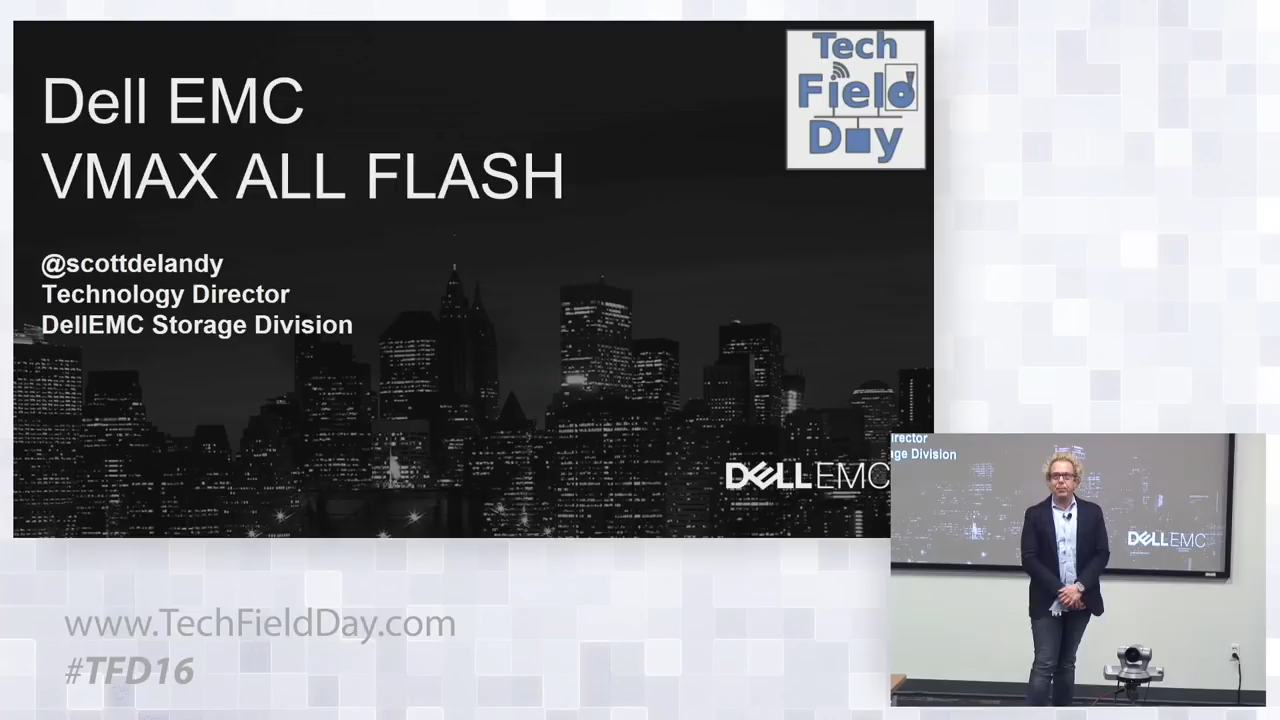 Dell EMC
VMAX ALL FLASH
@scottdelandy
Technology Director
DellEMC Storage Division
Tech
Field
Day
DELLEMC
www.TechFieldDay.com
#TFD16
irector
age Division
DELLEMC